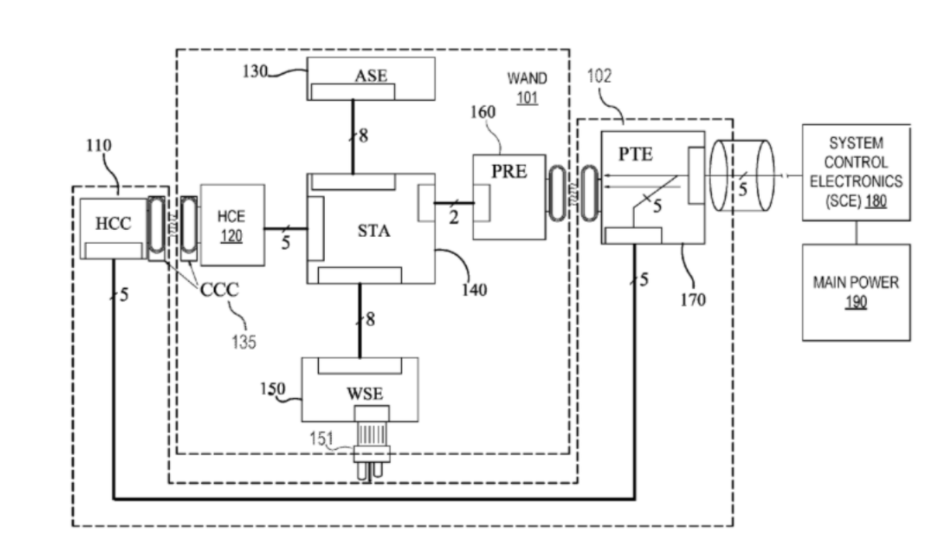 130
ASE
WAND
101
102
160
8
110
PTE
SYSTEM
CONTROL
ELECTRONICS
(SCE) 180
PRE
5
HCC
HCE
120
STA
2
5
5
CCC
140
5
5
170
MAIN POWER
190
135
8
150
WSE
151